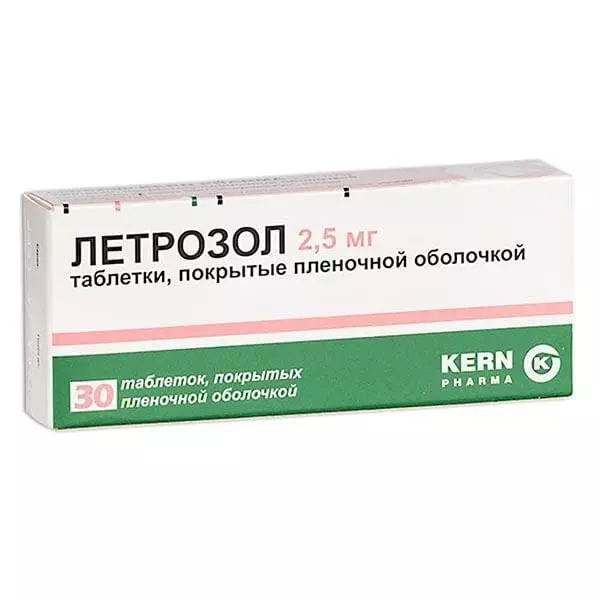 ЛЕТРОЗОЛ 2,5 мг
таблетки, покрытые пленочной оболочкой
KERN
PHARMA
30 таблеток, покрытых
пленочной оболочкой